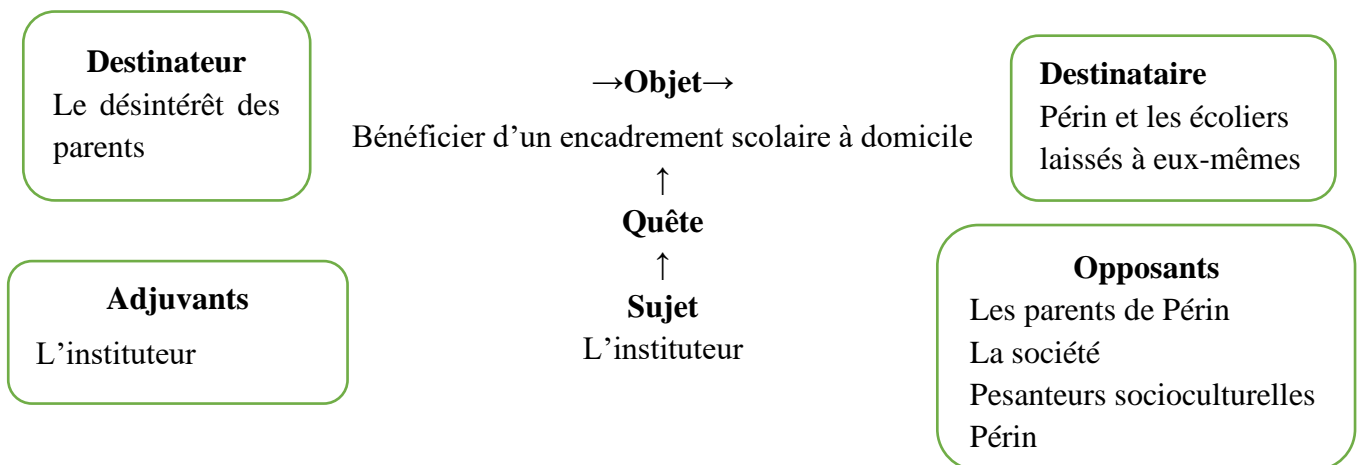 Destinateur
Le désintérêt des
parents
→Objet→
Bénéficier d’un encadrement scolaire à domicile
↑
Quête
↑
Sujet
L’instituteur
Destinataire
Périn et les écoliers
laissés à eux-mêmes
Adjuvants
L’instituteur
Opposants
Les parents de Périn
La société
Pesanteurs socioculturelles
Périn